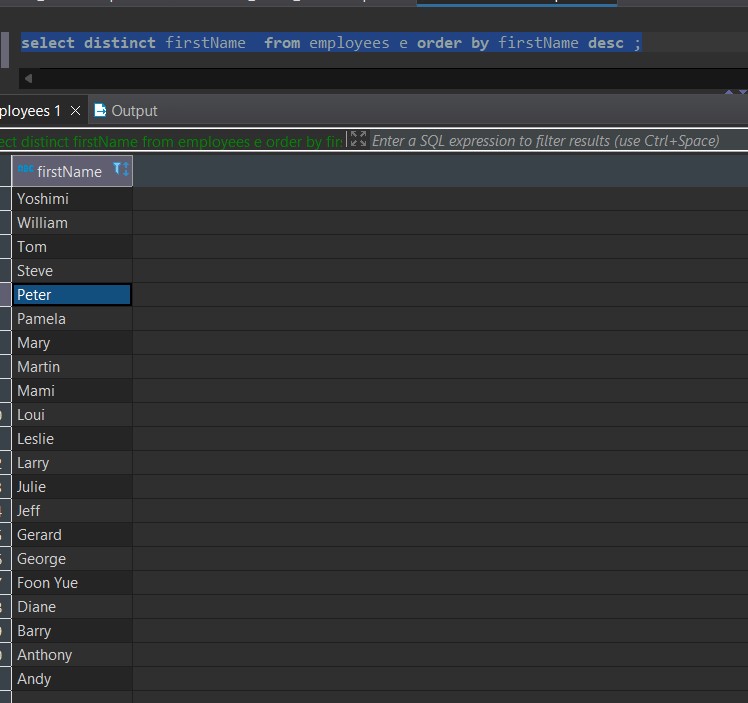 select distinct firstName  from employees e order by firstName desc ;
ployees 1 × Output
ect distinct firstName from employees e order by fir Enter a SQL expression to filter results (use Ctrl+Space)
ABC firstName
Yoshimi
William
Tom
Steve
Peter
Pamela
Mary
Martin
Mami
Loui
Leslie
Larry
Julie
Jeff
Gerard
George
Foon Yue
Diane
Barry
Anthony
Andy